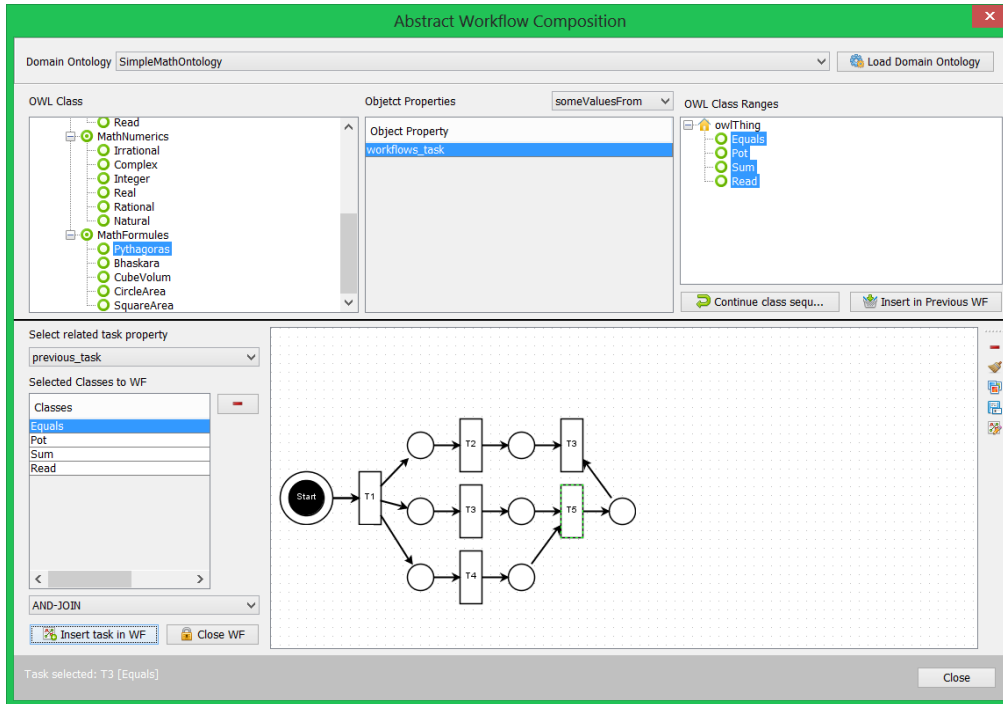 Abstract Workflow Composition
Domain Ontology SimpleMathOntology
Load Domain Ontology
OWL Class
Read
MathNumerics
Irrational
Complex
Integer
Real
Rational
Natural
MathFormules
Pythagoras
Bhaskara
CubeVolum
CircleArea
SquareArea
Objetct Properties
someValuesFrom
Object Property
workflows_task
OWL Class Ranges
owlThing
Equals
Pot
Sum
Read
Continue class sequ...
Insert in Previous WF
Select related task property
previous_task
Selected Classes to WF
Classes
Equals
Pot
Sum
Read
AND-JOIN
Insert task in WF
Close WF
T2
T3
Start
T1
T3
T5
T4
Task selected: T3 [Equals]
Close